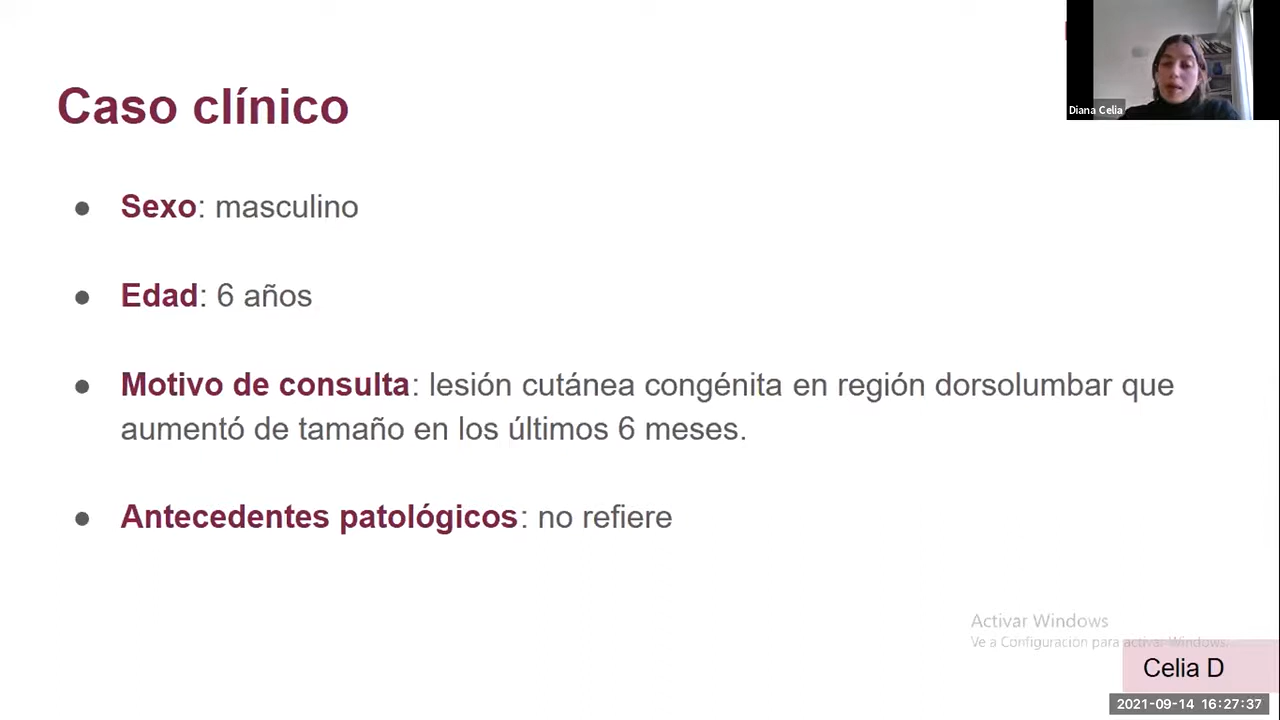 Caso clínico
Diana Celia
● Sexo: masculino
● Edad: 6 años
● Motivo de consulta: lesión cutánea congénita en región dorsolumbar que
aumentó de tamaño en los últimos 6 meses.
● Antecedentes patológicos: no refiere
Activar Windows
Ve a Configuración para activar Windows.
Celia D
2021-09-14 16:27:37